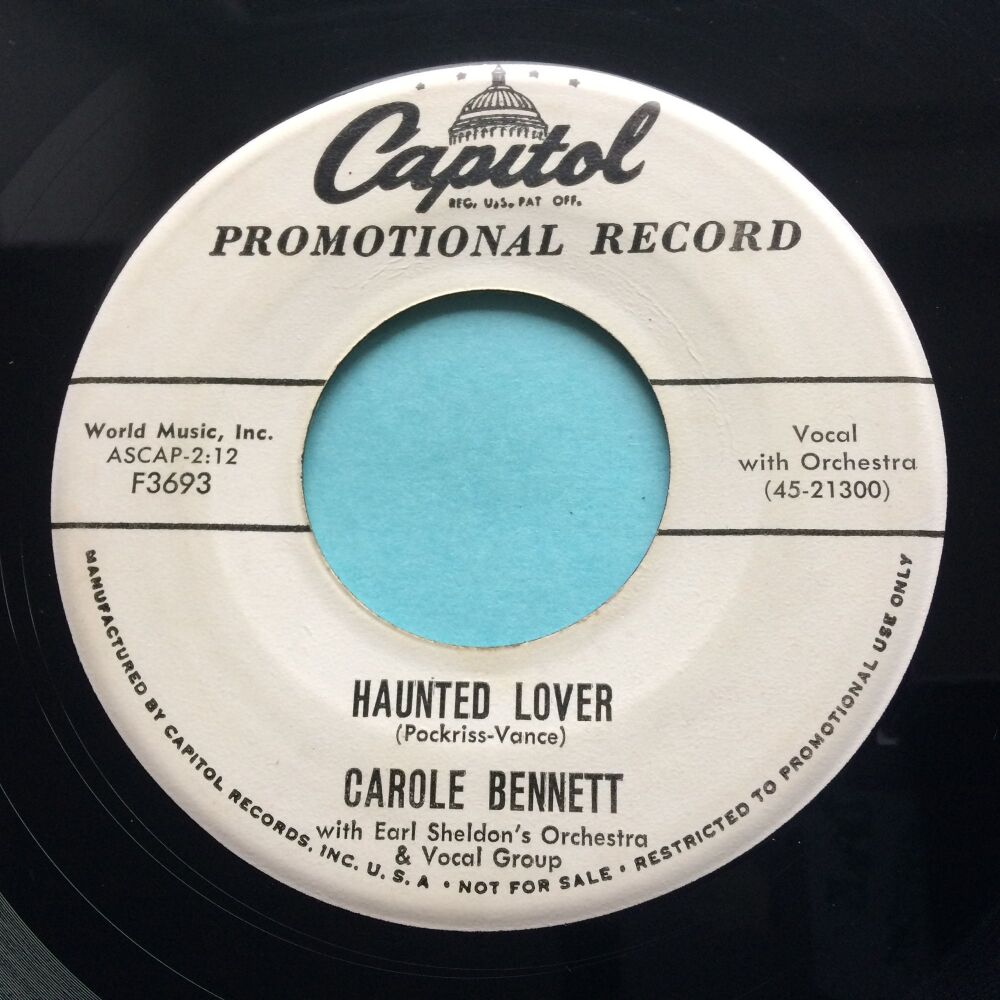 Capitol
REG. U.S. PAT OFF.
PROMOTIONAL RECORD
World Music, Inc.
ASCAP-2:12
F3693
Vocal
with Orchestra
(45-21300)
HAUNTED LOVER
(Pockriss-Vance)
CAROLE BENNETT
with Earl Sheldon's Orchestra
& Vocal Group
MANUFACTURED BY CAPITOL RECORDS, INC. U. S. A • NOT FOR SALE • RESTRICTED TO PROMOTIONAL USE ONLY